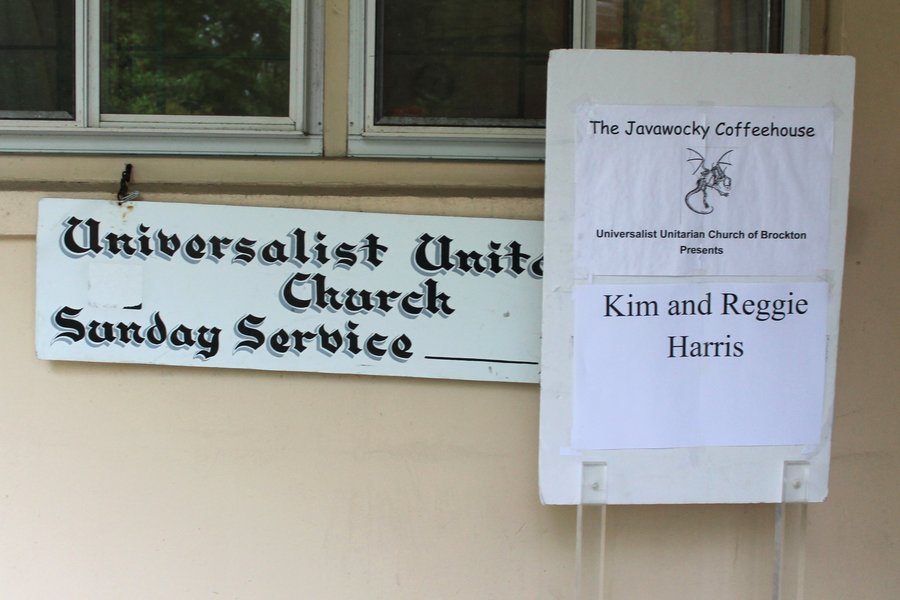 Universalist
Church
Sunday Service
The Javawocky Coffeehouse
Universalist Unitarian Church of Brockton
Presents
Kim and Reggie
Harris